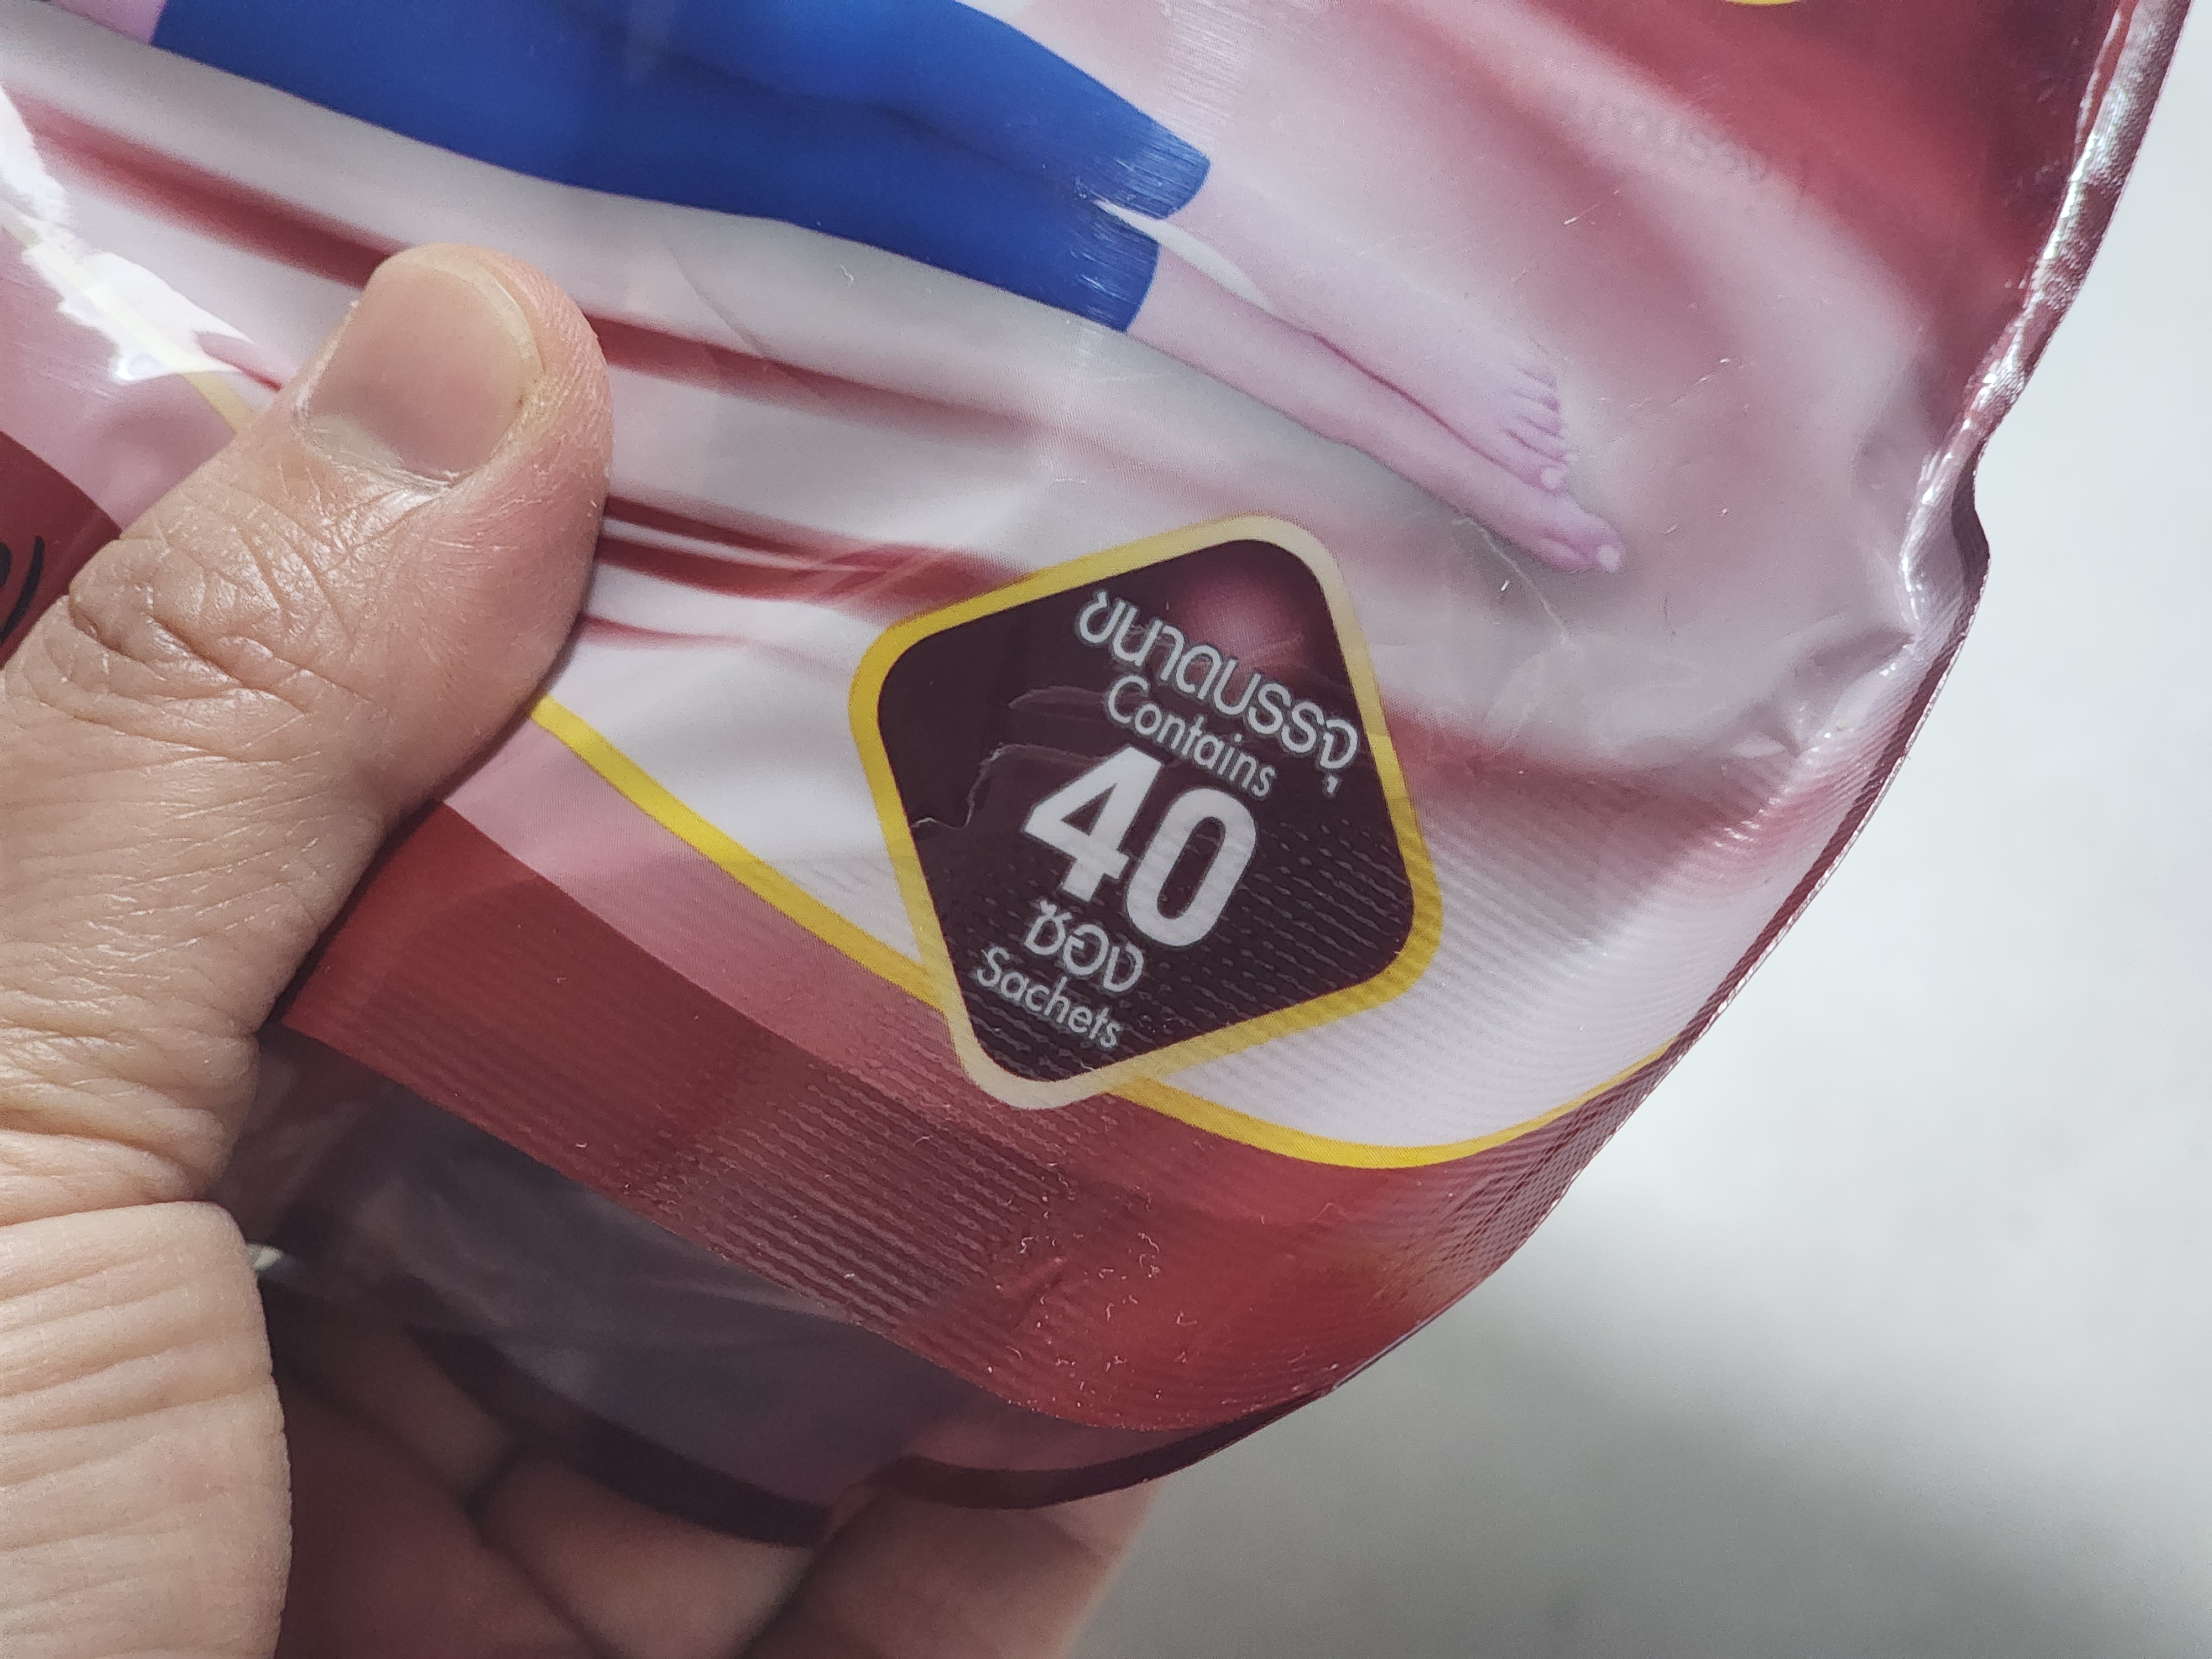 ขนาดบรรจุ
Contains
40
ซอง
Sachets